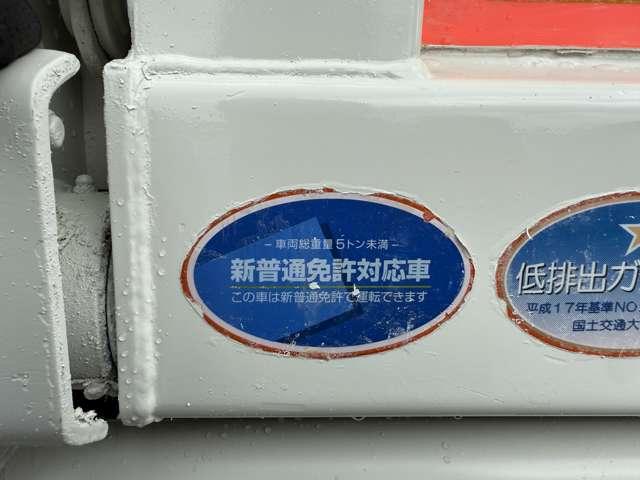 − 車両総重量5トン未満 −
新普通免許対応車
この車は新普通免許で運転できます
低排出ガ
平成17年基準NO
国土交通大